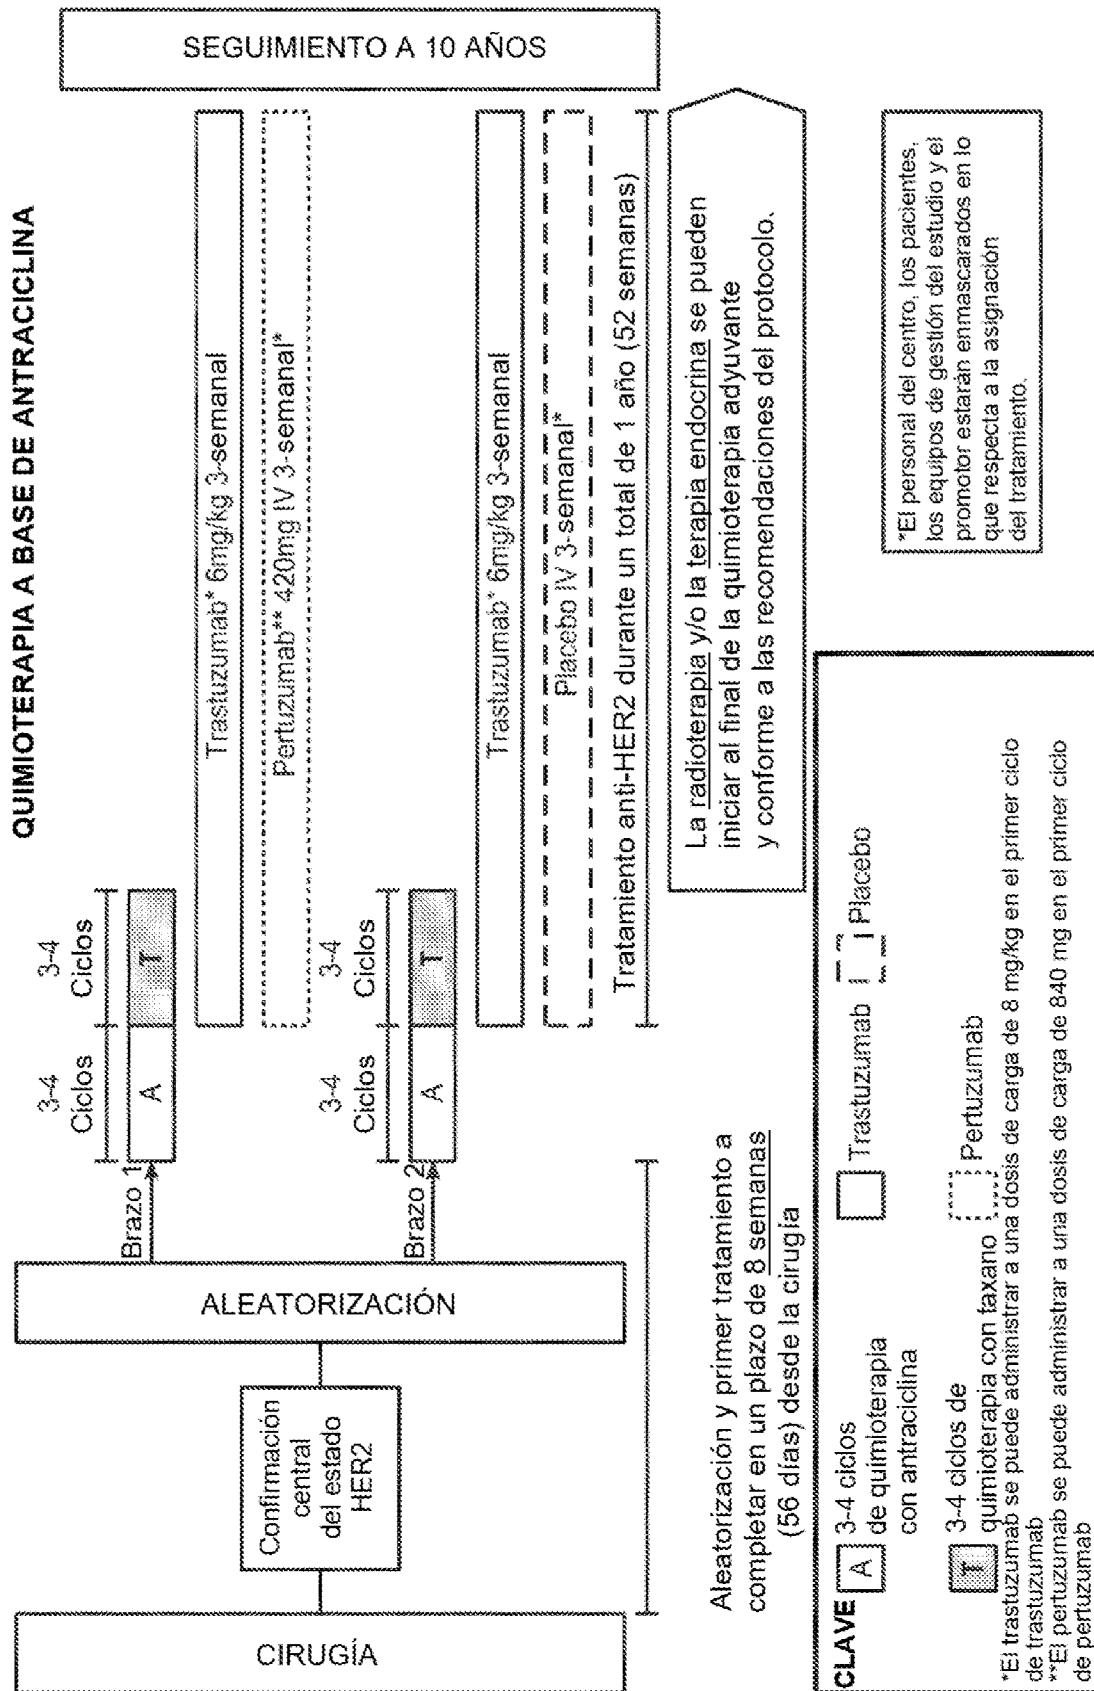 QUIMIOTERAPIA A BASE DE ANTRACICLINA
CIRUGÍA
Confirmación
central
del estado
HER2
ALEATORIZACIÓN
Brazo 1
3-4
Ciclos
3-4
Ciclos
A
T
Trastuzumab* 6mg/kg 3-semanal
Pertuzumab** 420mg IV 3-semanal*
Brazo 2
3-4
Ciclos
3-4
Ciclos
A
T
Trastuzumab* 6mg/kg 3-semanal
Placebo IV 3-semanal*
Tratamiento anti-HER2 durante un total de 1 año (52 semanas)
SEGUIMIENTO A 10 AÑOS
Aleatorización y primer tratamiento a
completar en un plazo de 8 semanas
(56 días) desde la cirugía
La radioterapia y/o la terapia endocrina se pueden
iniciar al final de la quimioterapia adyuvante
y conforme a las recomendaciones del protocolo.
CLAVE
A
3-4 ciclos
de quimioterapia
con antraciclina
Trastuzumab
Placebo
T
3-4 ciclos de
quimioterapia con taxano
Pertuzumab
*El trastuzumab se puede administrar a una dosis de carga de 8 mg/kg en el primer ciclo
de trastuzumab
**El pertuzumab se puede administrar a una dosis de carga de 840 mg en el primer ciclo
de pertuzumab
*El personal del centro, los pacientes,
los equipos de gestión del estudio y el
promotor estarán enmascarados en lo
que respecta a la asignación
del tratamiento.